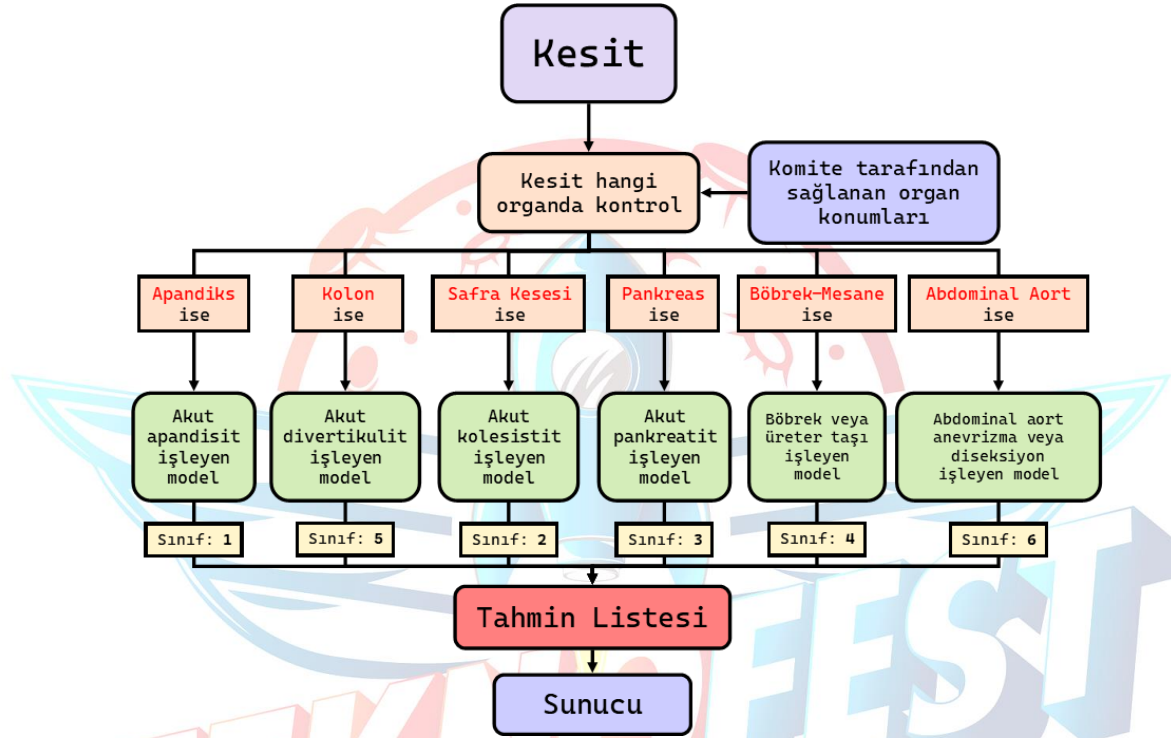 Kesit
Kesit hangi
organda kontrol
Komite tarafından
sağlanan organ
konumları
Apandiks
ise
Kolon
ise
Safra Kesesi
ise
Pankreas
ise
Böbrek-Mesane
ise
Abdominal Aort
ise
Akut
apandisit
işleyen
model
Akut
divertikulit
işleyen
model
Akut
kolesistit
işleyen
model
Akut
pankreatit
işleyen
model
Böbrek veya
üreter taşı
işleyen
model
Abdominal aort
anevrizma veya
diseksiyon
işleyen model
Sınıf: 1
Sınıf: 5
Sınıf: 2
Sınıf: 3
Sınıf: 4
Sınıf: 6
Tahmin Listesi
Sunucu